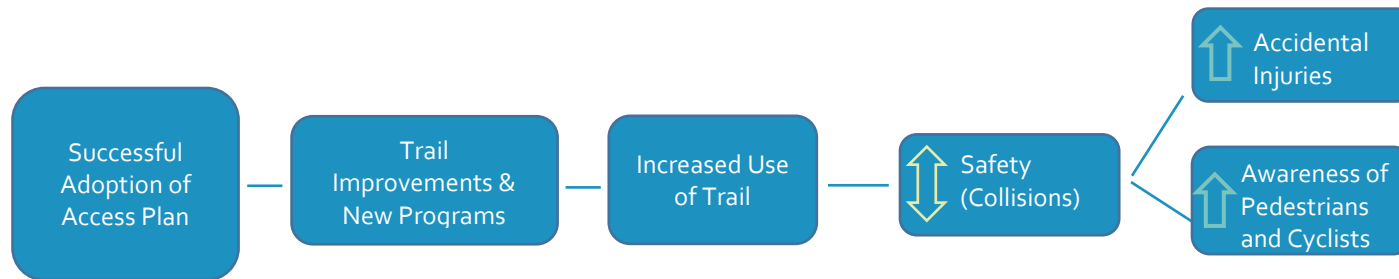 Successful
Adoption of
Access Plan
Trail
Improvements &
New Programs
Increased Use
of Trail
Safety
(Collisions)
Accidental
Injuries
Awareness of
Pedestrians
and Cyclists